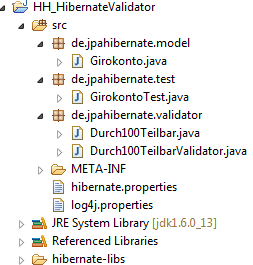 HH_HibernateValidator
src
de.jpahibernate.model
Girokonto.java
de.jpahibernate.test
GirokontoTest.java
de.jpahibernate.validator
Durch100Teilbar.java
Durch100TeilbarValidator.java
META-INF
hibernate.properties
log4j.properties
JRE System Library [jdk1.6.0_13]
Referenced Libraries
hibernate-libs